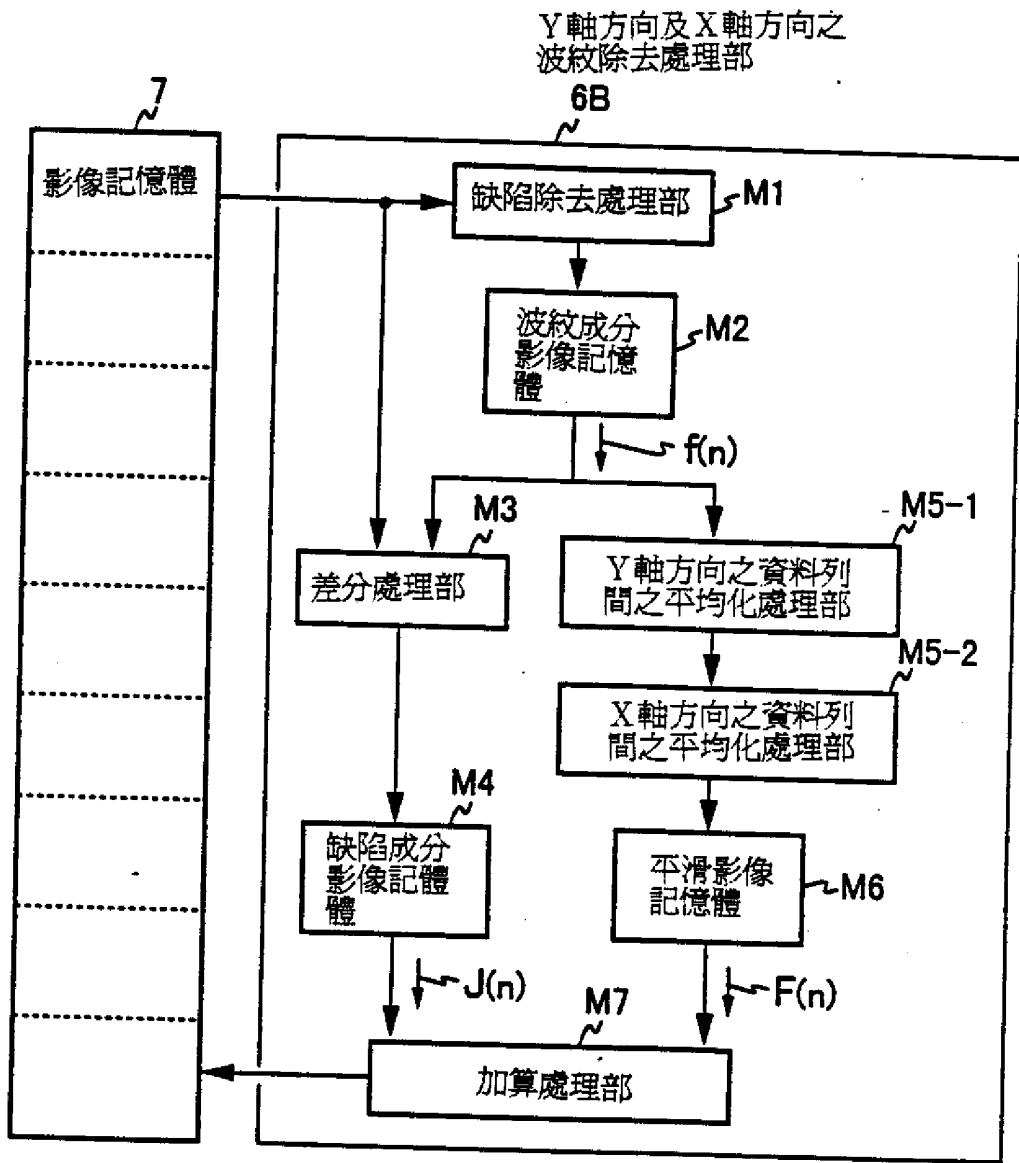 Y軸方向及X軸方向之
波紋除去處理部
7
6B
影像記憶體
缺陷除去處理部
M1
波紋成分
影像記憶
體
M2
f(n)
M3
差分處理部
M5-1
Y軸方向之資料列
間之平均化處理部
M5-2
X軸方向之資料列
間之平均化處理部
M4
缺陷成分
影像記憶體
體
平滑影像
記憶體
M6
J(n)
F(n)
M7
加算處理部